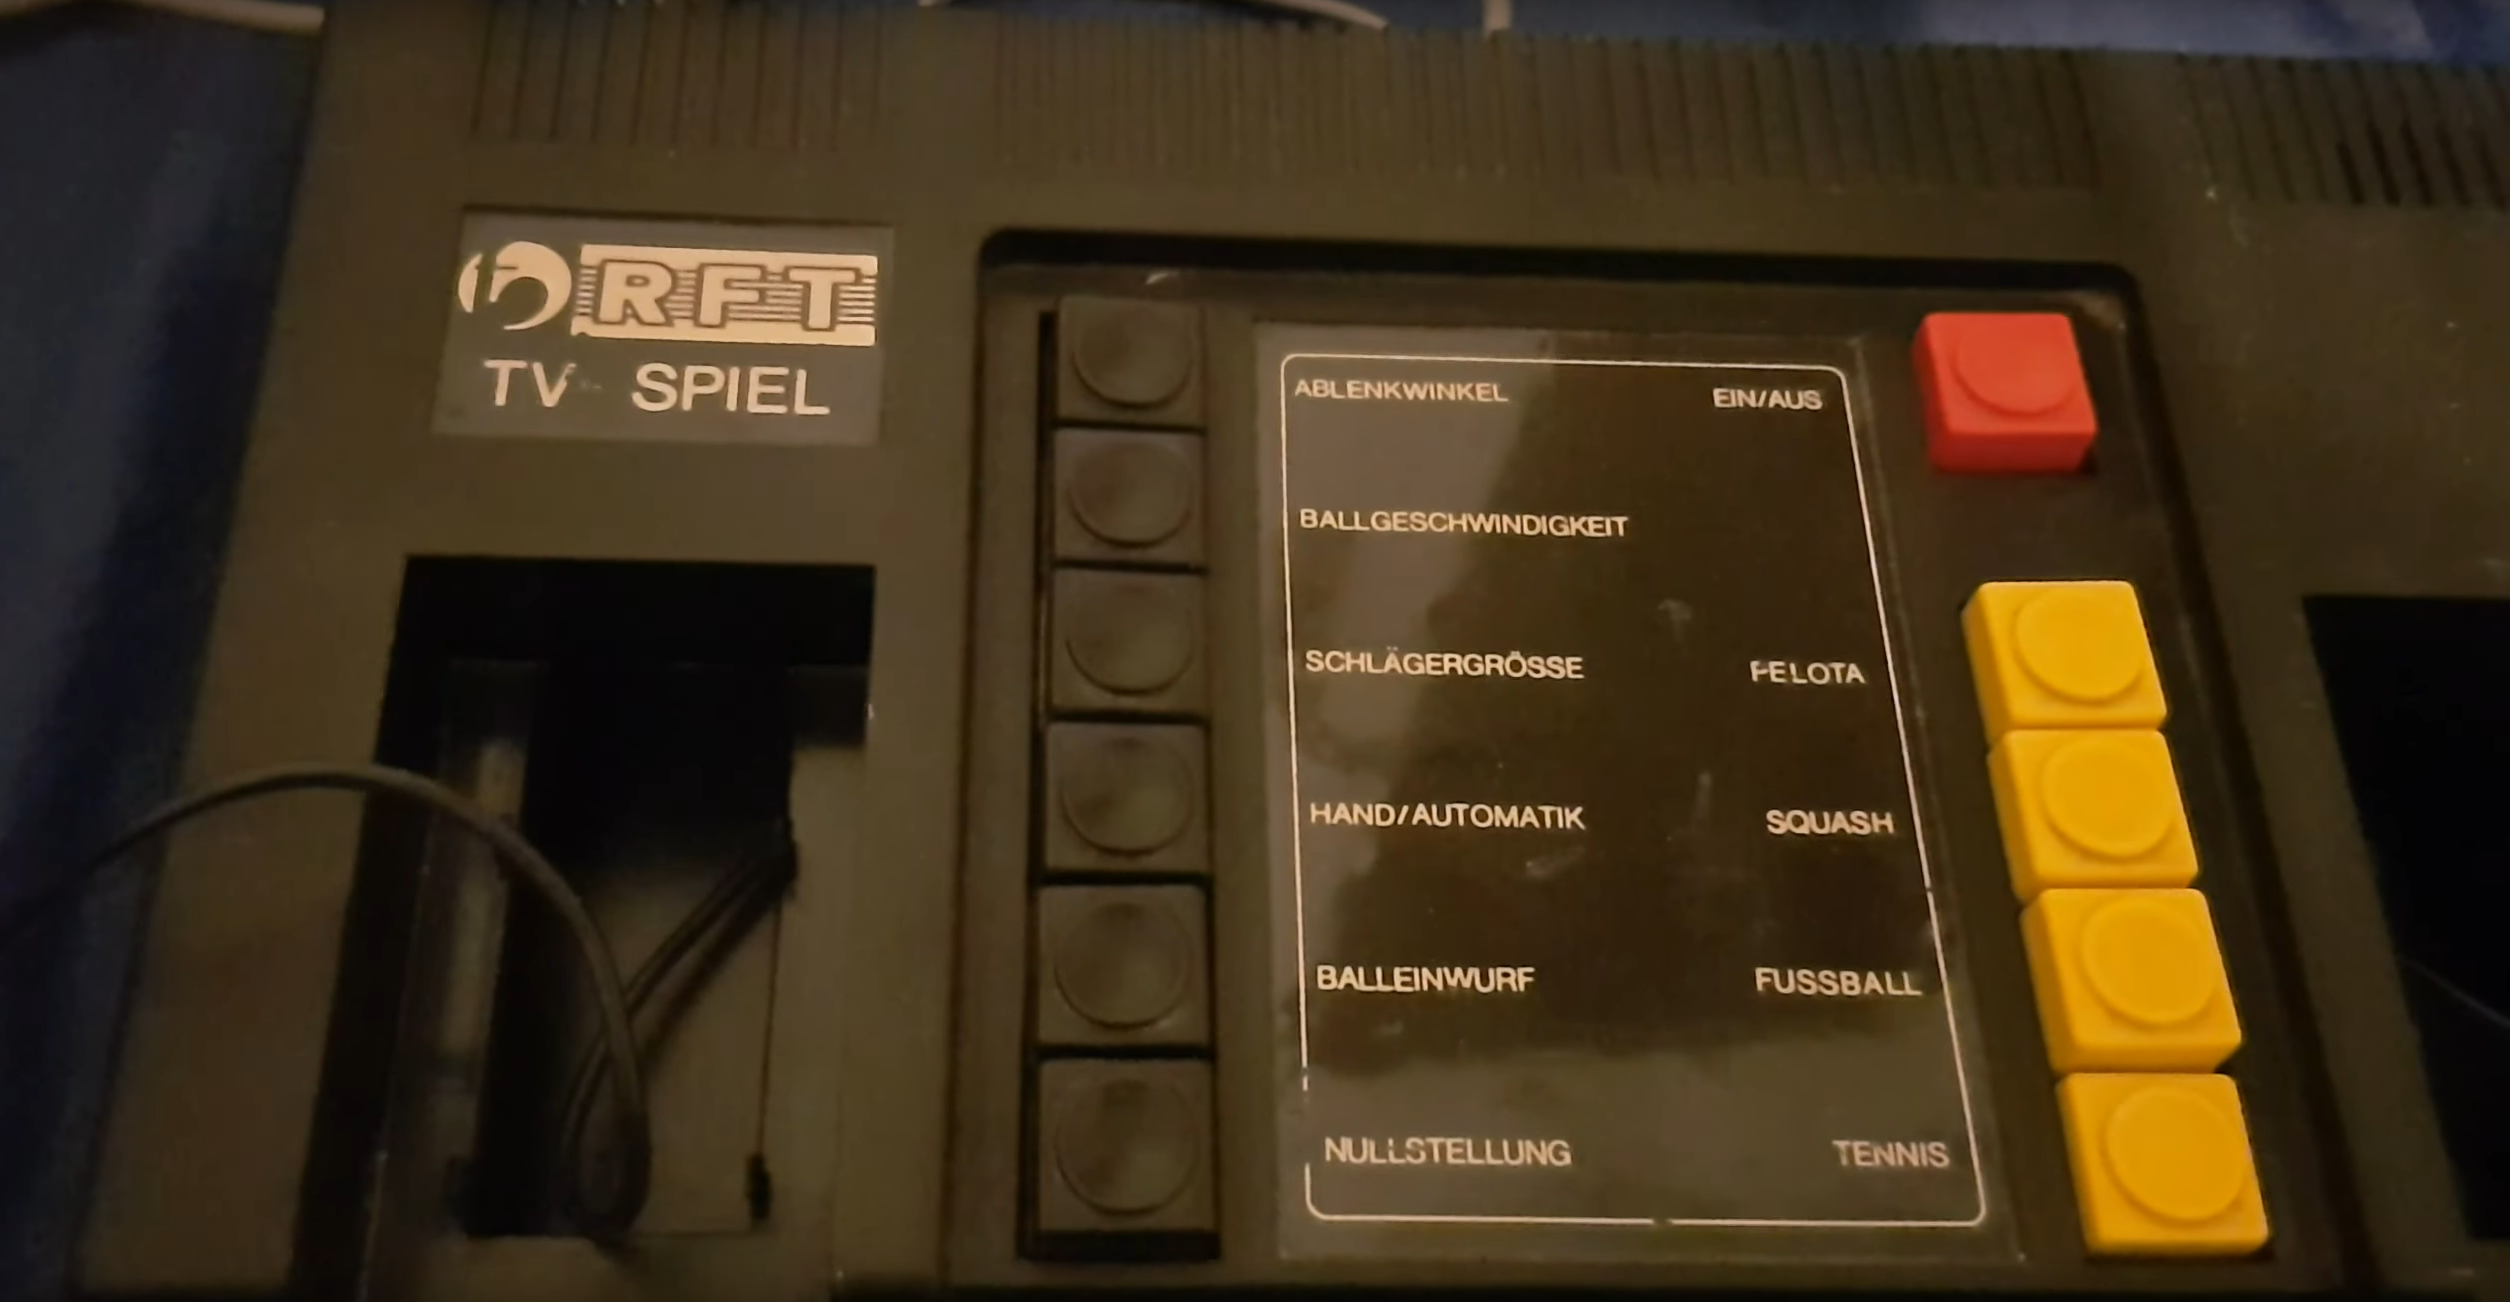 RFT
TV SPIEL
ABLENKWINKEL EIN/AUS
BALLGESCHWINDIGKEIT
SCHLÄGERGRÖSSE PELOTA
HAND/AUTOMATIK SQUASH
BALLEINWURF FUSSBALL
NULLSTELLUNG TENNIS